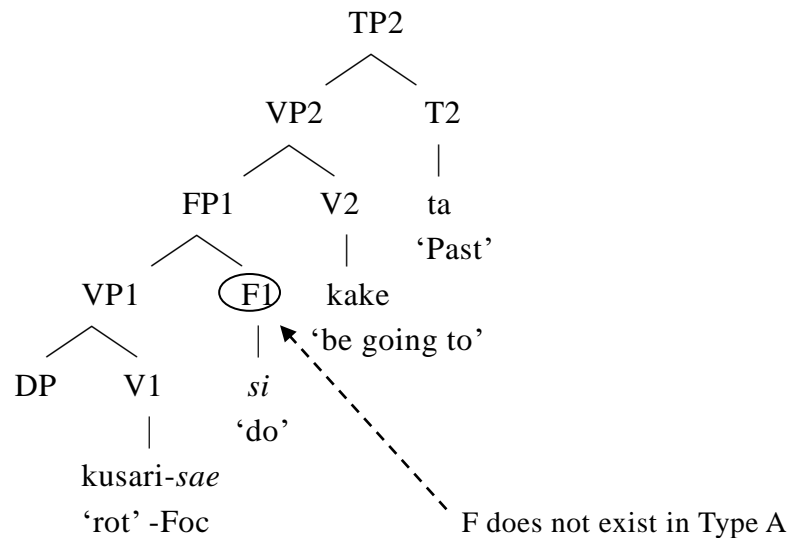 TP2
VP2 T2
FP1 V2 ta
‘Past’
VP1 F1 kake
‘be going to’
DP V1 si
‘do’
kusari-sae
‘rot’ -Foc F does not exist in Type A